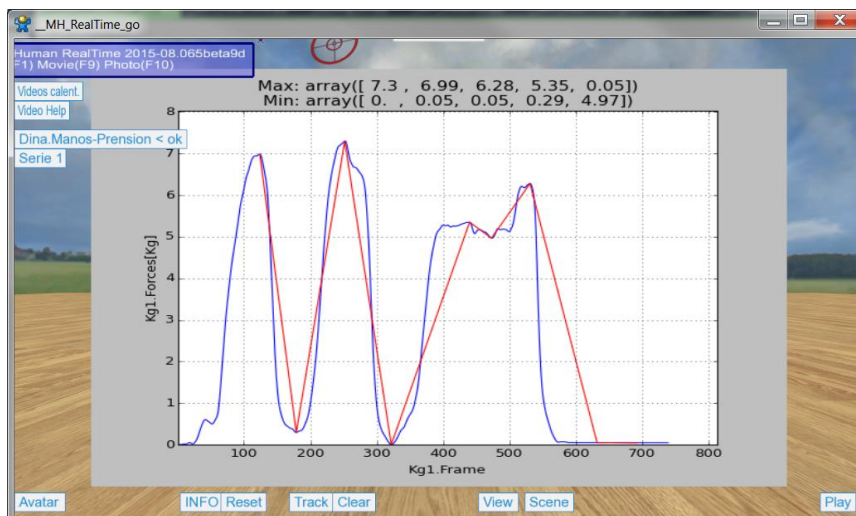 __MH_RealTime_go
Human RealTime 2015-08.065beta9d
F1) Movie(F9) Photo(F10)
Videos calent.
Video Help
Dina.Manos-Prension < ok
Serie 1
Max: array([ 7.3 , 6.99, 6.28, 5.35, 0.05])
Min: array([ 0. , 0.05, 0.05, 0.29, 4.97])
8
7
6
5
4
3
2
1
0
Kg1.Forces[Kg]
100 200 300 400 500 600 700 800
Kg1.Frame
Avatar INFO Reset Track Clear View Scene Play